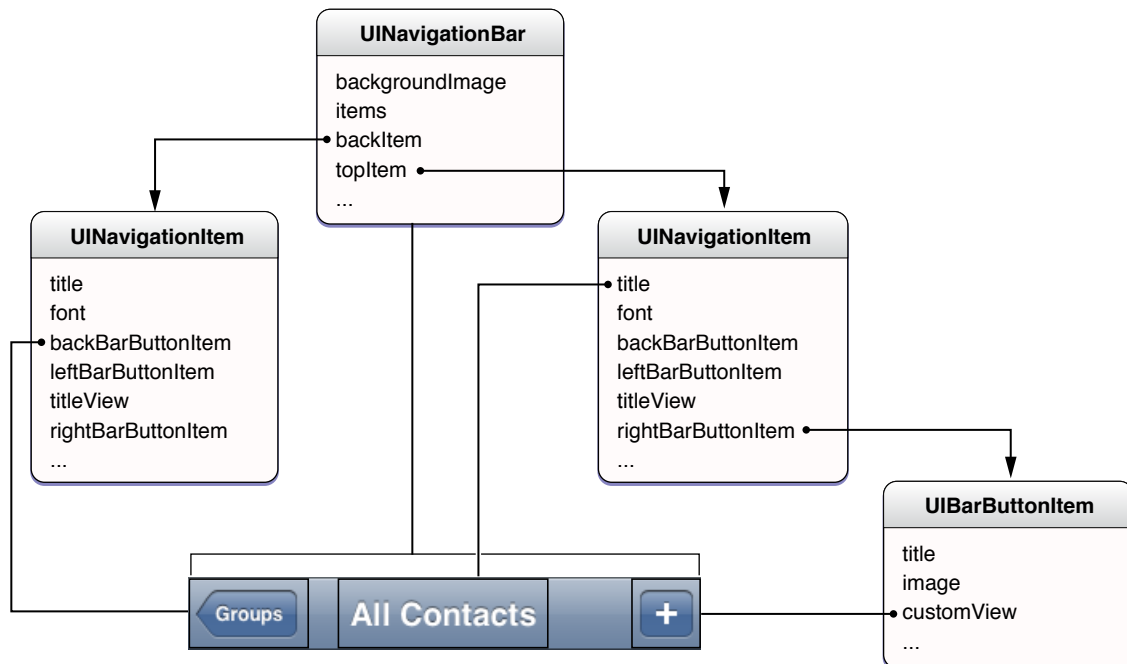 UINavigationBar
backgroundImage
items
backItem
topItem
...
UINavigationItem
title
font
backBarButtonItem
leftBarButtonItem
titleView
rightBarButtonItem
...
UINavigationItem
title
font
backBarButtonItem
leftBarButtonItem
titleView
rightBarButtonItem
...
UIBarButtonItem
title
image
customView
...
Groups
All Contacts
+